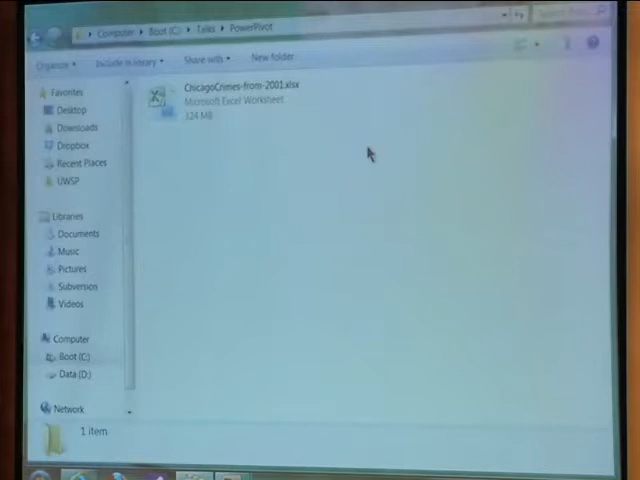 Computer ▸ Boot (C:) ▸ Talks ▸ PowerPivot
Organize Include in library Share with New folder
Favorites
Desktop
Downloads
Dropbox
Recent Places
UWSP
Libraries
Documents
Music
Pictures
Subversion
Videos
Computer
Boot (C:)
Data (D:)
Network
ChicagoCrimes-from-2001.xlsx
Microsoft Excel Worksheet
124 MB
1 item